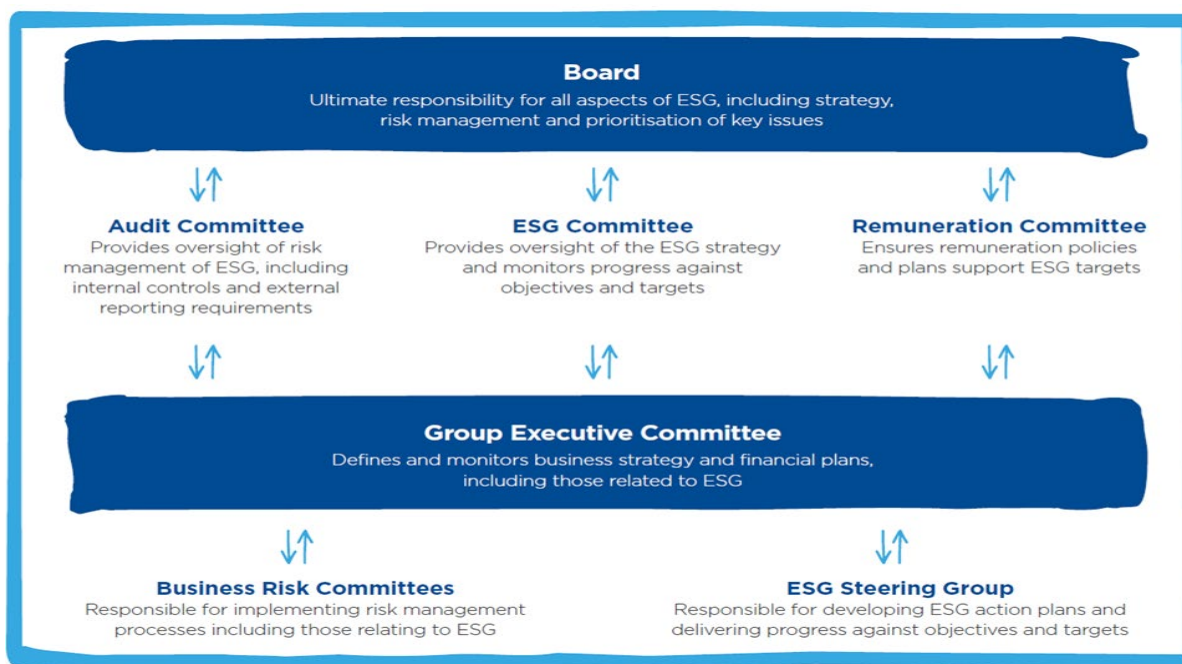 Board
Ultimate responsibility for all aspects of ESG, including strategy,
risk management and prioritisation of key issues
Audit Committee
Provides oversight of risk
management of ESG, including
internal controls and external
reporting requirements
ESG Committee
Provides oversight of the ESG strategy
and monitors progress against
objectives and targets
Remuneration Committee
Ensures remuneration policies
and plans support ESG targets
Group Executive Committee
Defines and monitors business strategy and financial plans,
including those related to ESG
Business Risk Committees
Responsible for implementing risk management
processes including those relating to ESG
ESG Steering Group
Responsible for developing ESG action plans and
delivering progress against objectives and targets